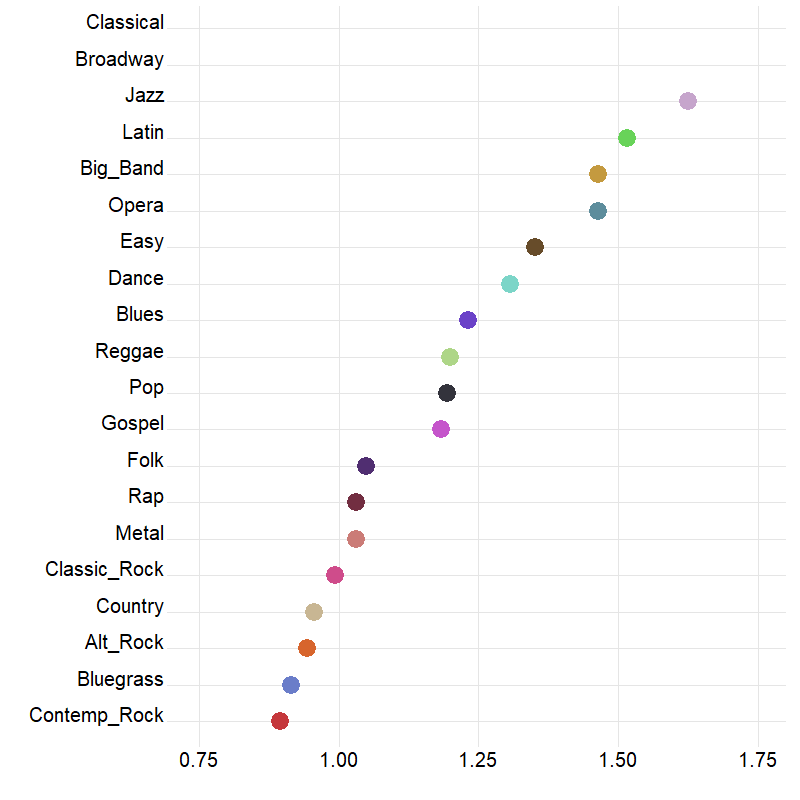 Classical
Broadway
Jazz
Latin
Big_Band
Opera
Easy
Dance
Blues
Reggae
Pop
Gospel
Folk
Rap
Metal
Classic_Rock
Country
Alt_Rock
Bluegrass
Contemp_Rock
0.75 1.00 1.25 1.50 1.75